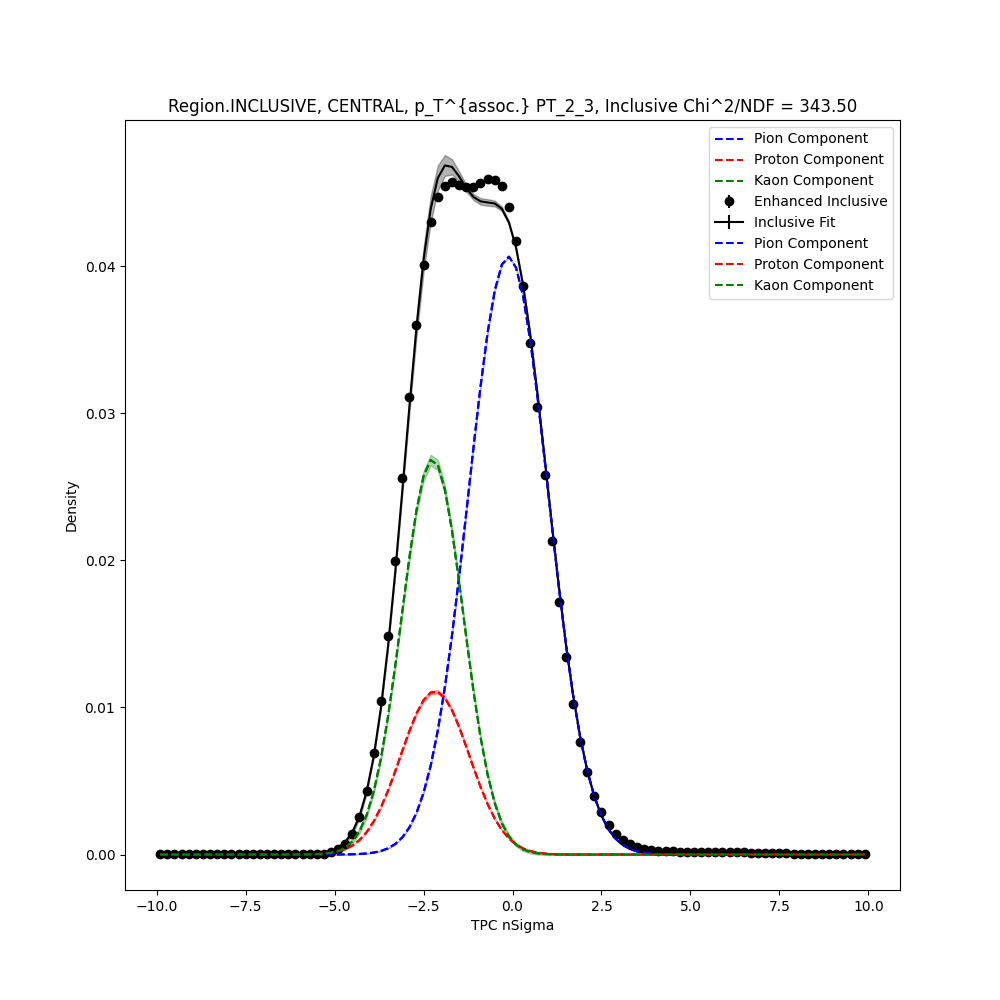 Region.INCLUSIVE, CENTRAL, p_T^{assoc.} PT_2_3, Inclusive Chi^2/NDF = 343.50
Pion Component
Proton Component
Kaon Component
Enhanced Inclusive
Inclusive Fit
Pion Component
Proton Component
Kaon Component
0.04
0.03
0.02
0.01
0.00
Density
−10.0 −7.5 −5.0 −2.5 0.0 2.5 5.0 7.5 10.0
TPC nSigma